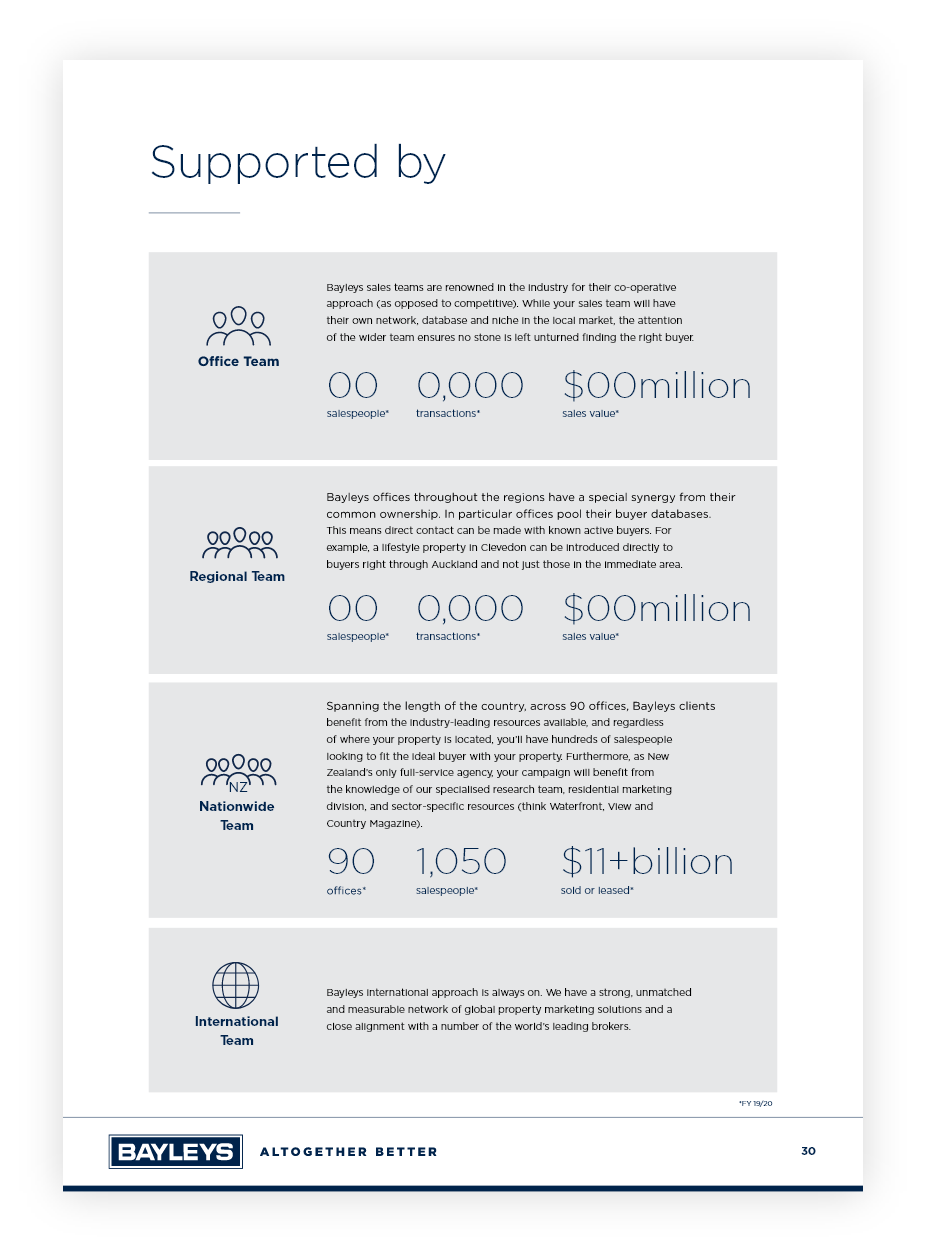 Supported by
Office Team
Bayleys sales teams are renowned in the industry for their co-operative
approach (as opposed to competitive). While your sales team will have
their own network, database and niche in the local market, the attention
of the wider team ensures no stone is left unturned finding the right buyer.
00 0,000 $00million
salespeople* transactions* sales value*
Regional Team
Bayleys offices throughout the regions have a special synergy from their
common ownership. In particular offices pool their buyer databases.
This means direct contact can be made with known active buyers. For
example, a lifestyle property in Clevedon can be introduced directly to
buyers right through Auckland and not just those in the immediate area.
00 0,000 $00million
salespeople* transactions* sales value*
NZ
Nationwide
Team
Spanning the length of the country, across 90 offices, Bayleys clients
benefit from the industry-leading resources available, and regardless
of where your property is located, you'll have hundreds of salespeople
looking to fit the ideal buyer with your property. Furthermore, as New
Zealand's only full-service agency, your campaign will benefit from
the knowledge of our specialised research team, residential marketing
division, and sector-specific resources (think Waterfront, View and
Country Magazine).
90 1,050 $11+billion
offices* salespeople* sold or leased*
International
Team
Bayleys international approach is always on. We have a strong, unmatched
and measurable network of global property marketing solutions and a
close alignment with a number of the world's leading brokers.
*FY 19/20
BAYLEYS ALTOGETHER BETTER 30